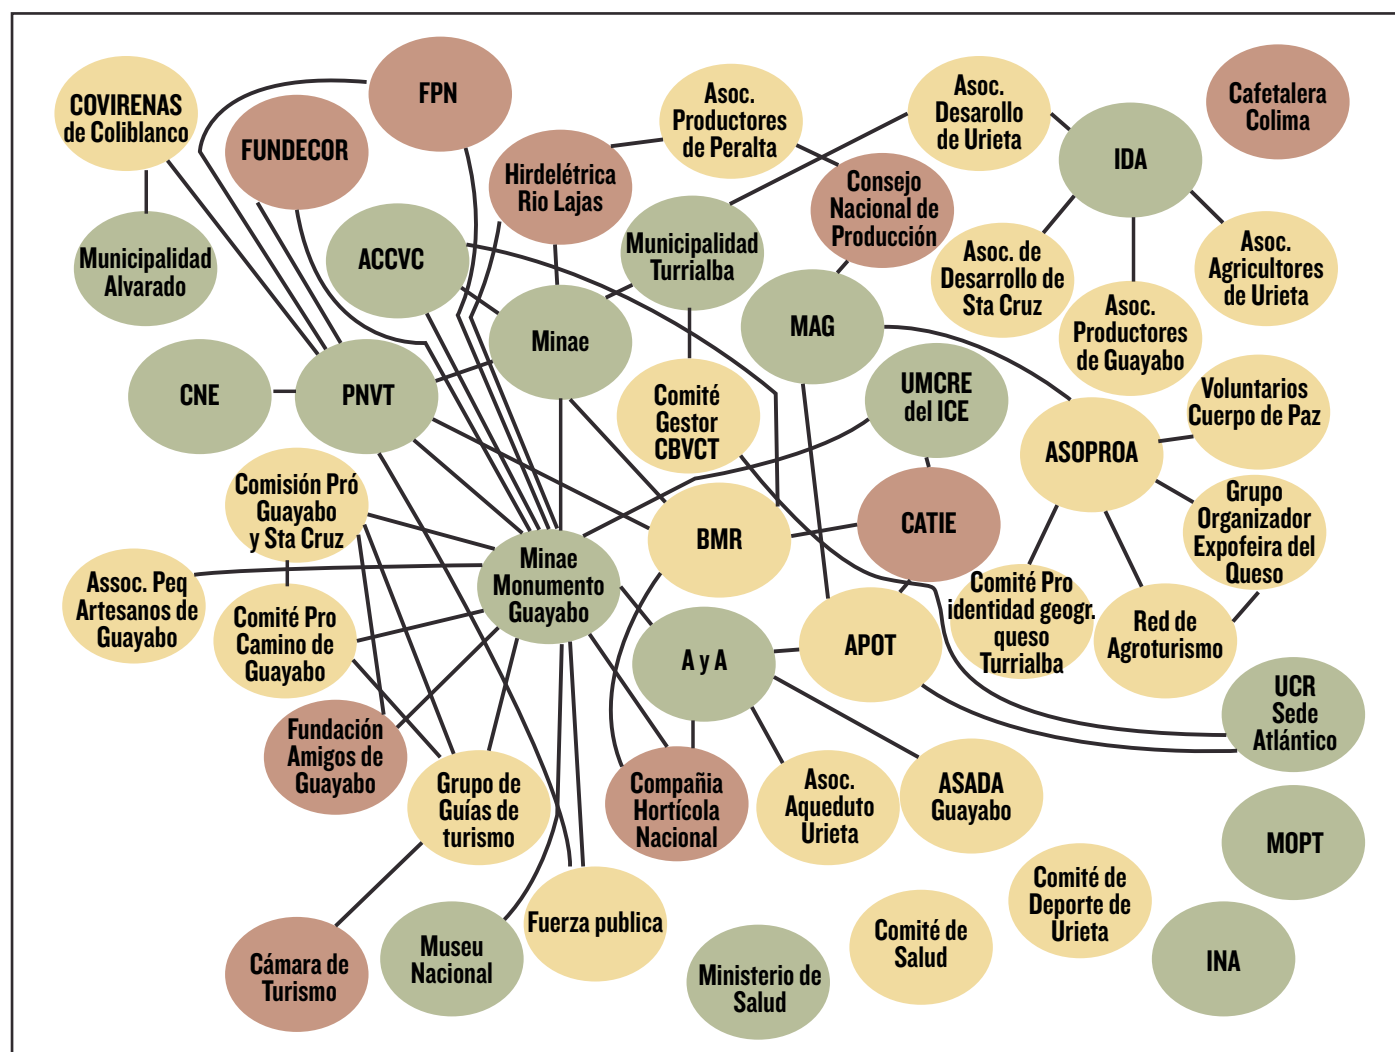 COVIRENAS
de Coliblanco
FPN
FUNDECOR
Hirdelétrica
Rio Lajas
Asoc.
Productores
de Peralta
Asoc.
Desarollo
de Urieta
Cafetalera
Colima
IDA
Consejo
Nacional de
Producción
Municipalidad
Alvarado
ACCVC
Municipalidad
Turrialba
Asoc. de
Desarrollo de
Sta Cruz
Asoc.
Agricultores
de Urieta
Minae
MAG
Asoc.
Productores
de Guayabo
CNE
PNVT
Comité
Gestor
CBVCT
UMCRE
del ICE
Voluntarios
Cuerpo de Paz
ASOPROA
Comisión Pró
Guayabo
y Sta Cruz
BMR
CATIE
Grupo
Organizador
Expofeira del
Queso
Assoc. Peq
Artesanos de
Guayabo
Minae
Monumento
Guayabo
Comité Pro
Camino de
Guayabo
A y A
APOT
Comité Pro
identidad geogr.
queso
Turrialba
Red de
Agroturismo
UCR
Sede
Atlántico
Fundación
Amigos de
Guayabo
Grupo de
Guías de
turismo
Compañia
Hortícola
Nacional
Asoc.
Aqueduto
Urieta
ASADA
Guayabo
MOPT
Cámara de
Turismo
Museu
Nacional
Fuerza publica
Ministerio de
Salud
Comité de
Salud
Comité de
Deporte de
Urieta
INA